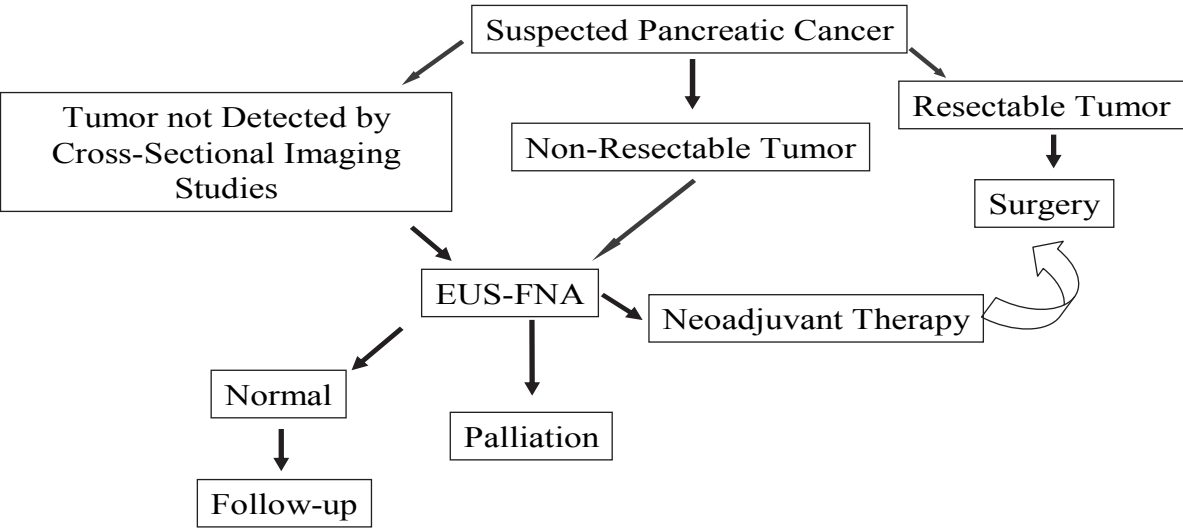 Suspected Pancreatic Cancer
Tumor not Detected by
Cross-Sectional Imaging
Studies
Non-Resectable Tumor
Resectable Tumor
Surgery
EUS-FNA
Neoadjuvant Therapy
Normal
Palliation
Follow-up